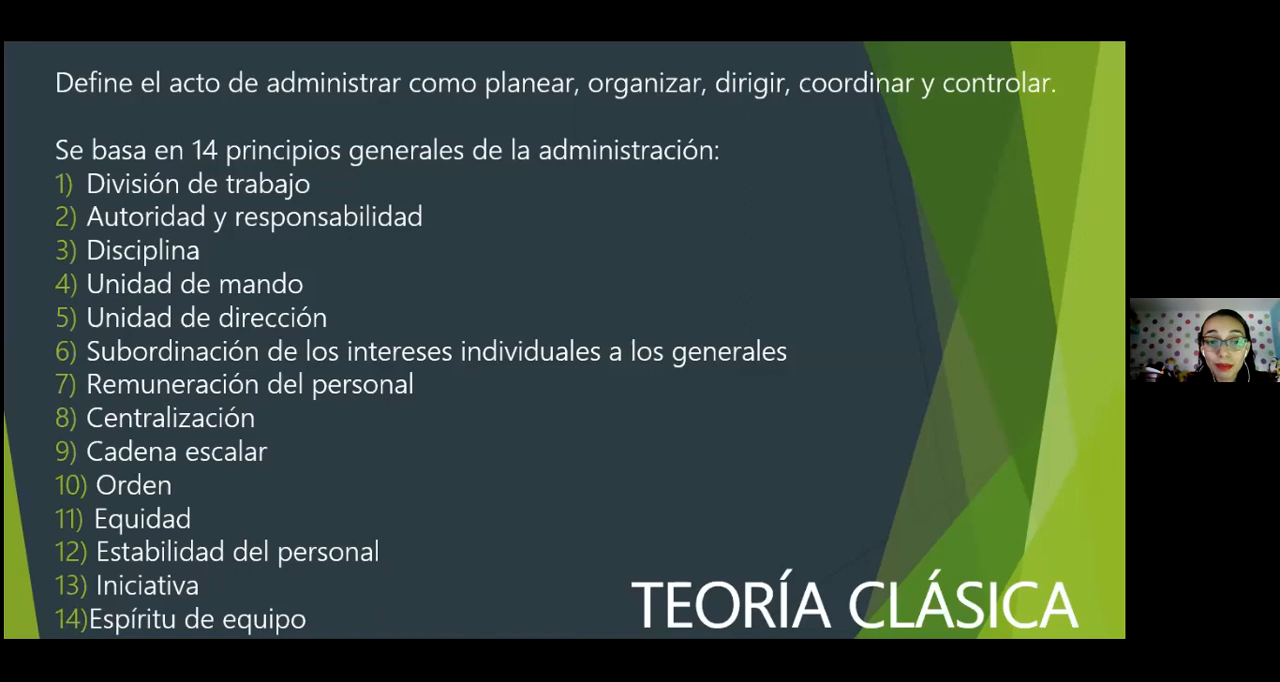 Define el acto de administrar como planear, organizar, dirigir, coordinar y controlar.
Se basa en 14 principios generales de la administración:
1) División de trabajo
2) Autoridad y responsabilidad
3) Disciplina
4) Unidad de mando
5) Unidad de dirección
6) Subordinación de los intereses individuales a los generales
7) Remuneración del personal
8) Centralización
9) Cadena escalar
10) Orden
11) Equidad
12) Estabilidad del personal
13) Iniciativa
14)Espíritu de equipo
TEORÍA CLÁSICA